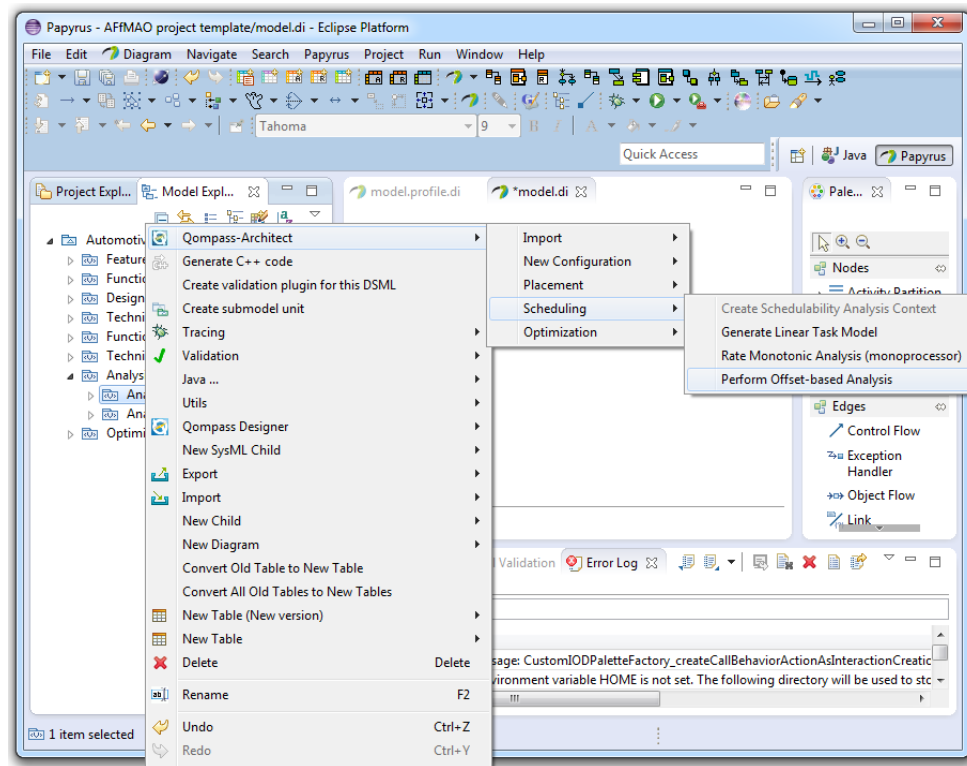 Papyrus - AFfMAO project template/model.di - Eclipse Platform
File Edit Diagram Navigate Search Papyrus Project Run Window Help
Tahoma 9
Quick Access Java Papyrus
Project Expl... Model Expl... model.profile.di *model.di Pale...
Automotiv
Feature
Functio
Design
Techni
Functio
Techni
Analys
Ana
Ana
Optimi
Qompass-Architect
Generate C++ code
Create validation plugin for this DSML
Create submodel unit
Tracing
Validation
Java ...
Utils
Qompass Designer
New SysML Child
Export
Import
New Child
New Diagram
Convert Old Table to New Table
Convert All Old Tables to New Tables
New Table (New version)
New Table
Delete Delete
Rename F2
Undo Ctrl+Z
Redo Ctrl+Y
Import
New Configuration
Placement
Scheduling
Optimization
Create Schedulability Analysis Context
Generate Linear Task Model
Rate Monotonic Analysis (monoprocessor)
Perform Offset-based Analysis
Nodes
Activity Partition
Edges
Control Flow
Exception
Handler
Object Flow
Link
l Validation Error Log
sage: CustomIODPaletteFactory_createCallBehaviorActionAsInteractionCreatic
vironment variable HOME is not set. The following directory will be used to stc
1 item selected